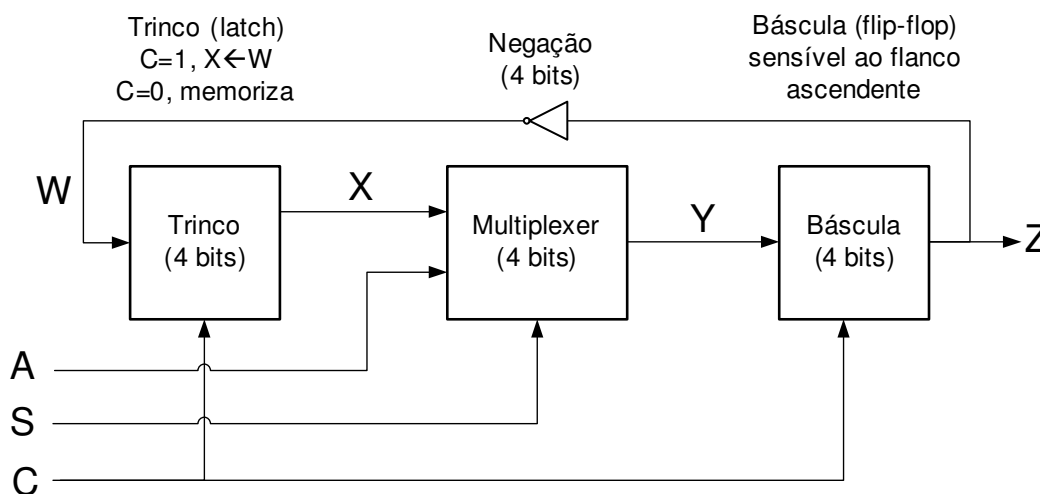 Trinco (latch)
C=1, X←W
C=0, memoriza
Negação
(4 bits)
Báscula (flip-flop)
sensível ao flanco
ascendente
W
Trinco
(4 bits)
X
Multiplexer
(4 bits)
Y
Báscula
(4 bits)
Z
A
S
C